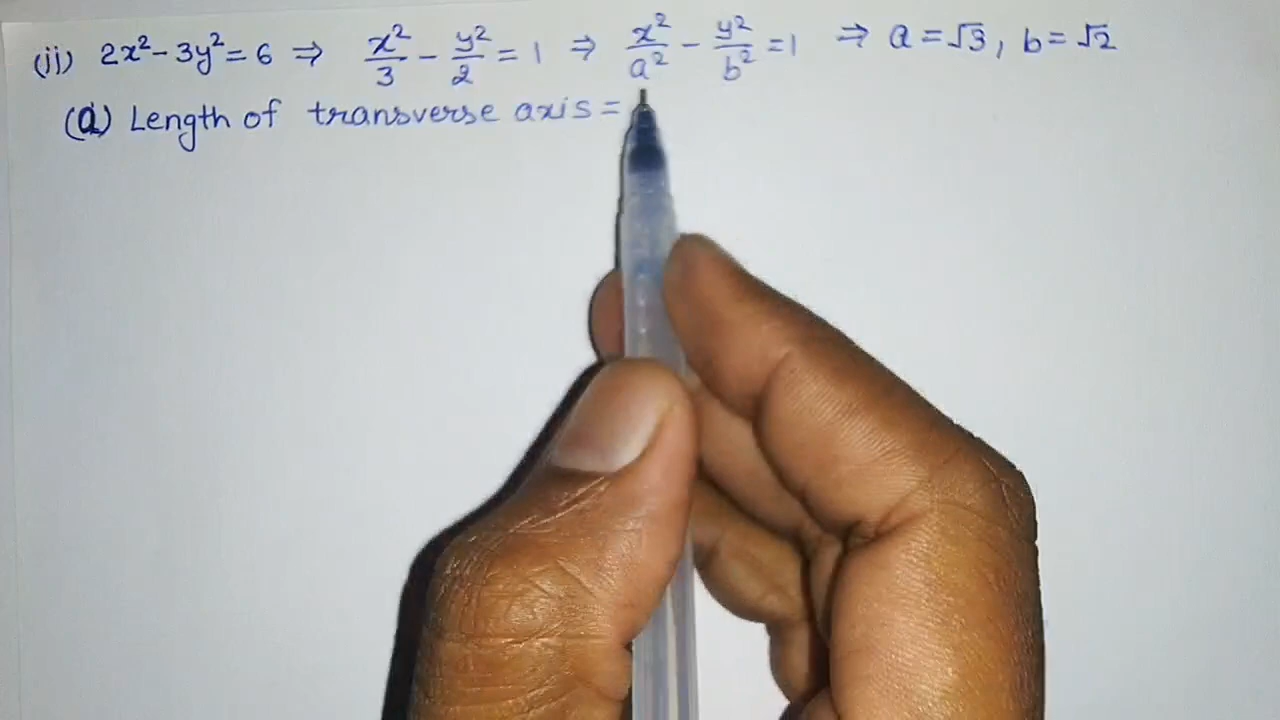 (ii) 2x² - 3y² = 6 ⇒ x²/3 - y²/2 = 1 ⇒ x²/a² - y²/b² = 1 ⇒ a = √3, b = √2
(a) Length of transverse axis =